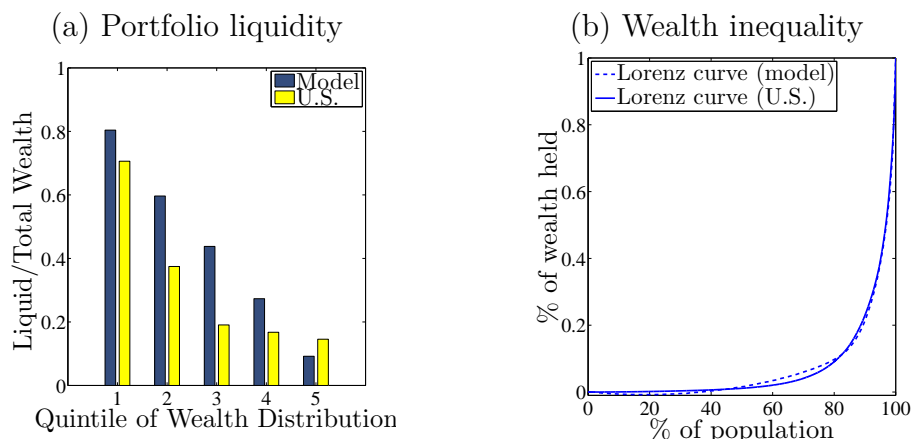 (a) Portfolio liquidity
Liquid/Total Wealth
1
0.8
0.6
0.4
0.2
0
Model
U.S.
1 2 3 4 5
Quintile of Wealth Distribution
(b) Wealth inequality
% of wealth held
1
0.8
0.6
0.4
0.2
0
Lorenz curve (model)
Lorenz curve (U.S.)
0 20 40 60 80 100
% of population